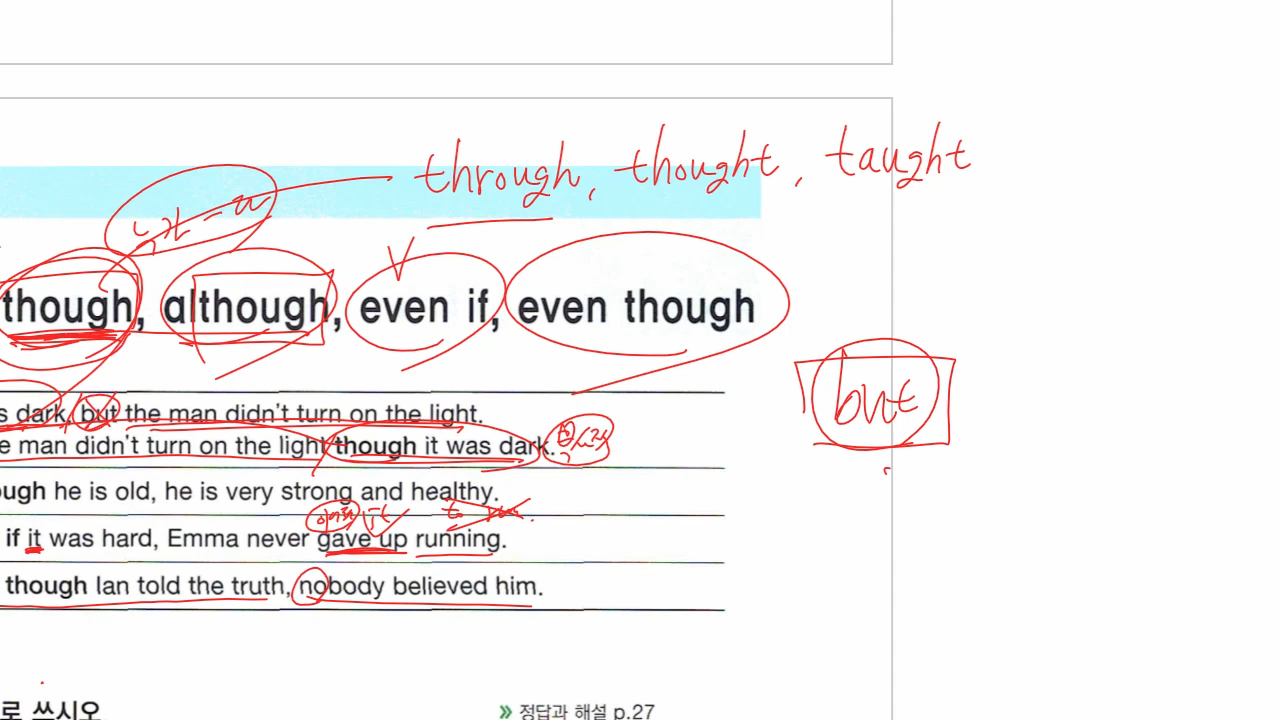 through, thought, taught
though, although, even if, even though
but
s dark, but the man didn't turn on the light.
e man didn't turn on the light though it was dark.
ough he is old, he is very strong and healthy.
if it was hard, Emma never gave up running.
though Ian told the truth, nobody believed him.
로 쓰시오
» 정답과 해설 p.27